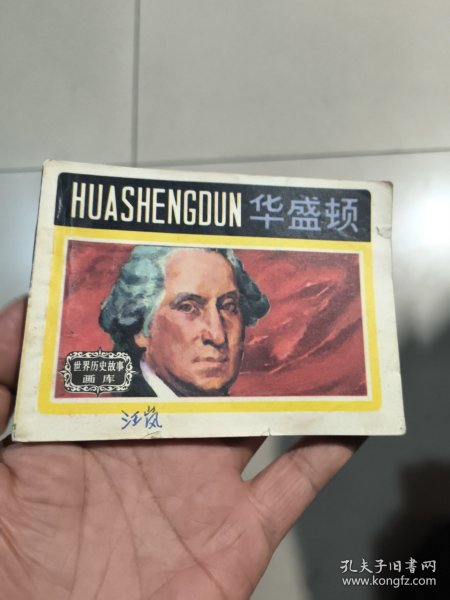 HUASHENGDUN 华盛顿
世界历史故事
画库
汪岚
孔夫子旧书网
www.kongfz.com